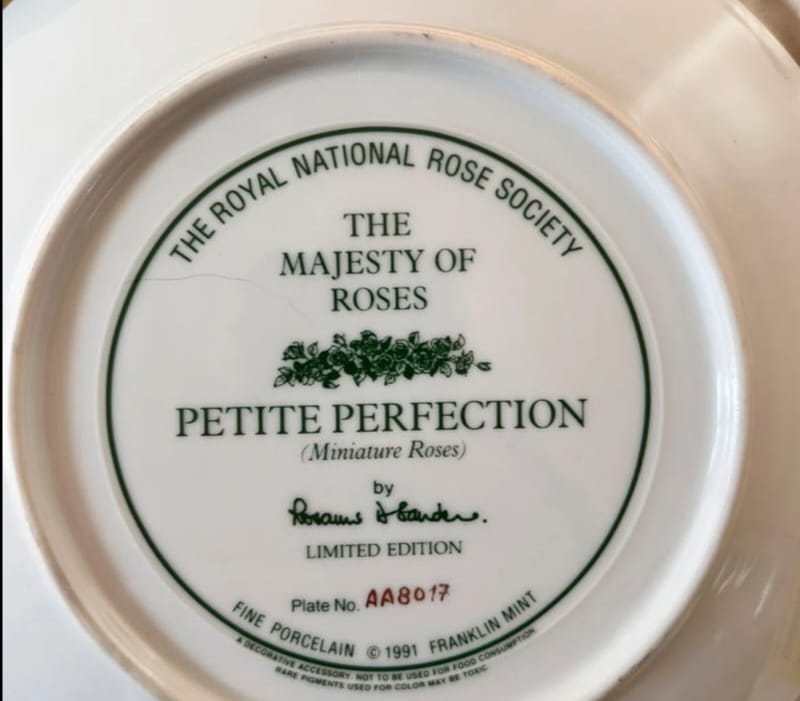 THE ROYAL NATIONAL ROSE SOCIETY
THE
MAJESTY OF
ROSES
PETITE PERFECTION
(Miniature Roses)
by
Rosanne D Sanders.
LIMITED EDITION
Plate No. AA8017
FINE PORCELAIN © 1991 FRANKLIN MINT
A DECORATIVE ACCESSORY. NOT TO BE USED FOR FOOD CONSUMPTION
RARE PIGMENTS USED FOR COLOR MAY BE TOXIC.